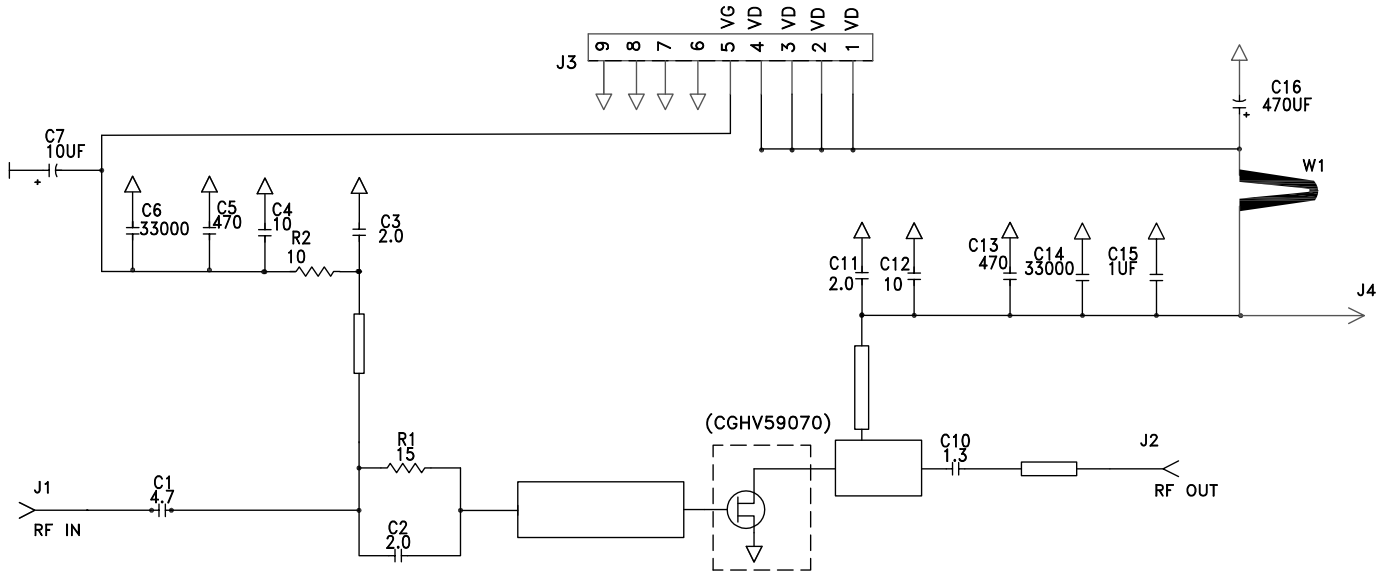 VG
VD
VD
VD
VD
J3
9
8
7
6
5
4
3
2
1
C16
470UF
C7
10UF
+
+
W1
C6
33000
C5
470
C4
10
R2
10
C3
2.0
C11
2.0
C12
10
C13
470
C14
33000
C15
1UF
J4
(CGHV59070)
R1
15
C10
1.3
J2
RF OUT
J1
RF IN
C1
4.7
C2
2.0